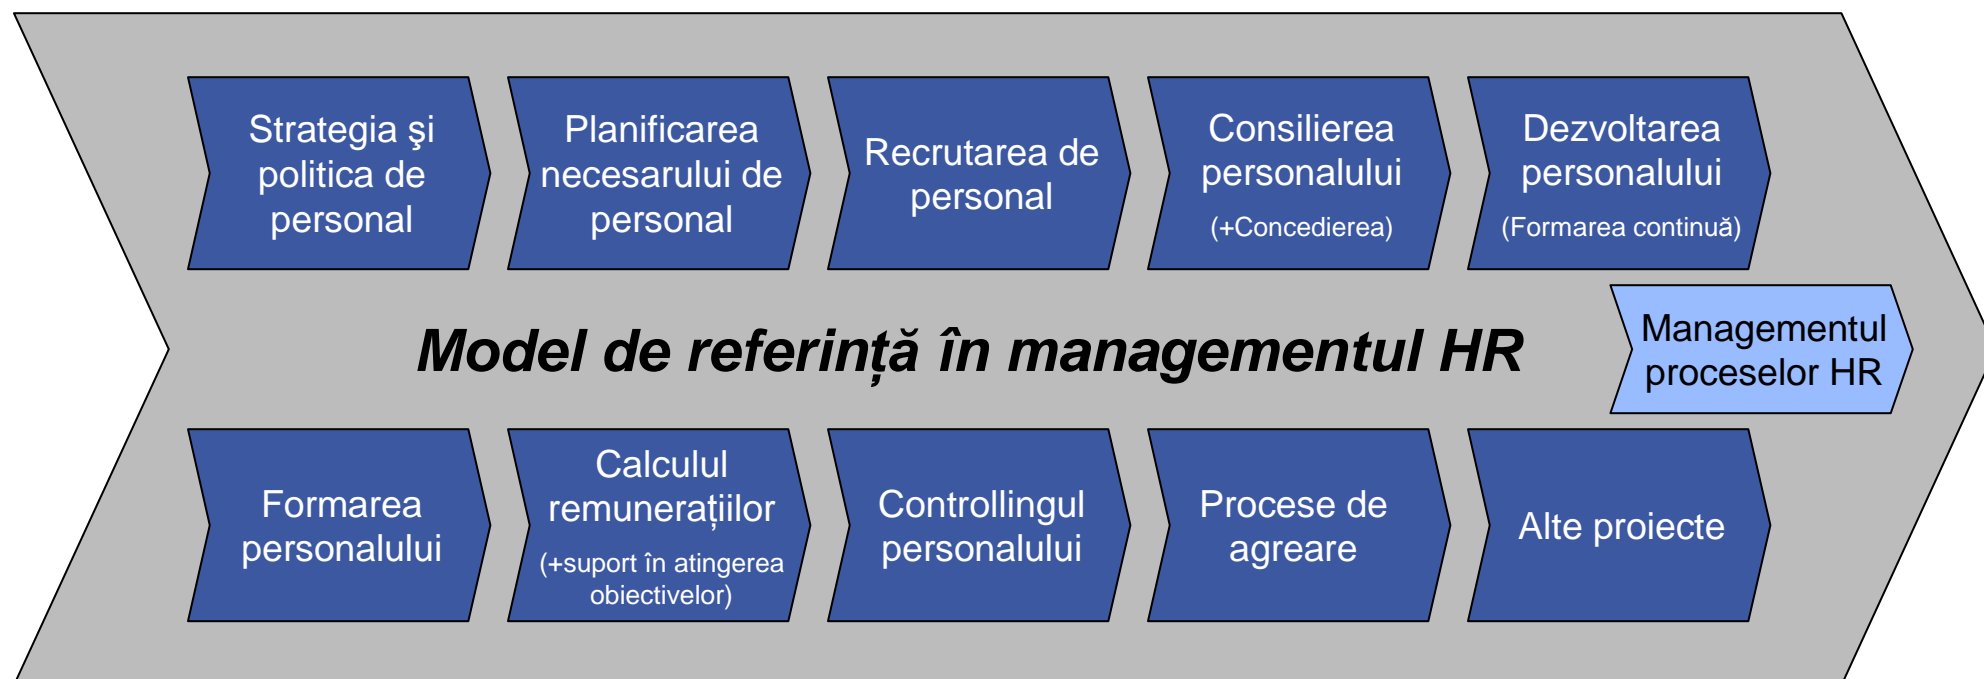 Strategia şi
politica de
personal
Planificarea
necesarului de
personal
Recrutarea de
personal
Consilierea
personalului
(+Concedierea)
Dezvoltarea
personalului
(Formarea continuă)
Model de referință în managementul HR
Managementul
proceselor HR
Formarea
personalului
Calculul
remunerațiilor
(+suport în atingerea
obiectivelor)
Controllingul
personalului
Procese de
agreare
Alte proiecte